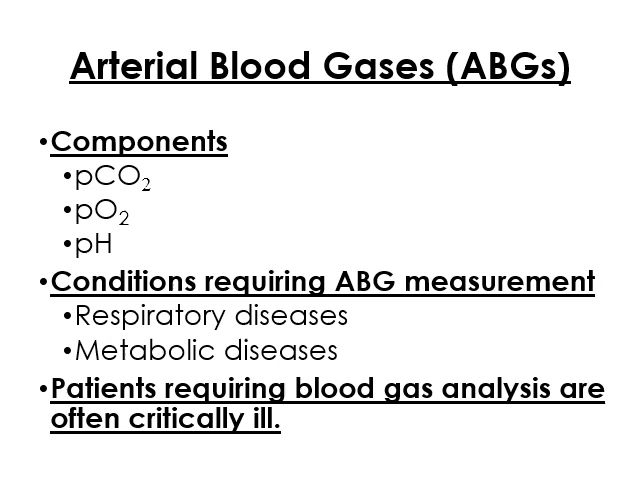 Arterial Blood Gases (ABGs)
•Components
•pCO₂
•pO₂
•pH
•Conditions requiring ABG measurement
•Respiratory diseases
•Metabolic diseases
•Patients requiring blood gas analysis are
often critically ill.